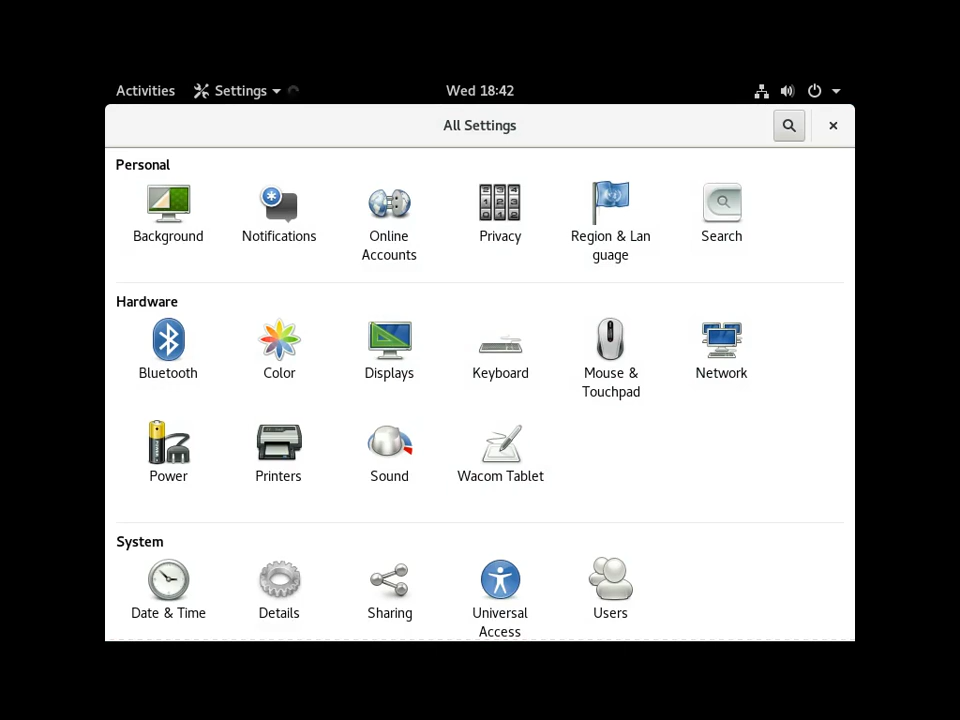 Activities Settings Wed 18:42
All Settings
Personal
Background Notifications Online Accounts Privacy Region & Lan guage Search
Hardware
Bluetooth Color Displays Keyboard Mouse & Touchpad Network
Power Printers Sound Wacom Tablet
System
Date & Time Details Sharing Universal Access Users